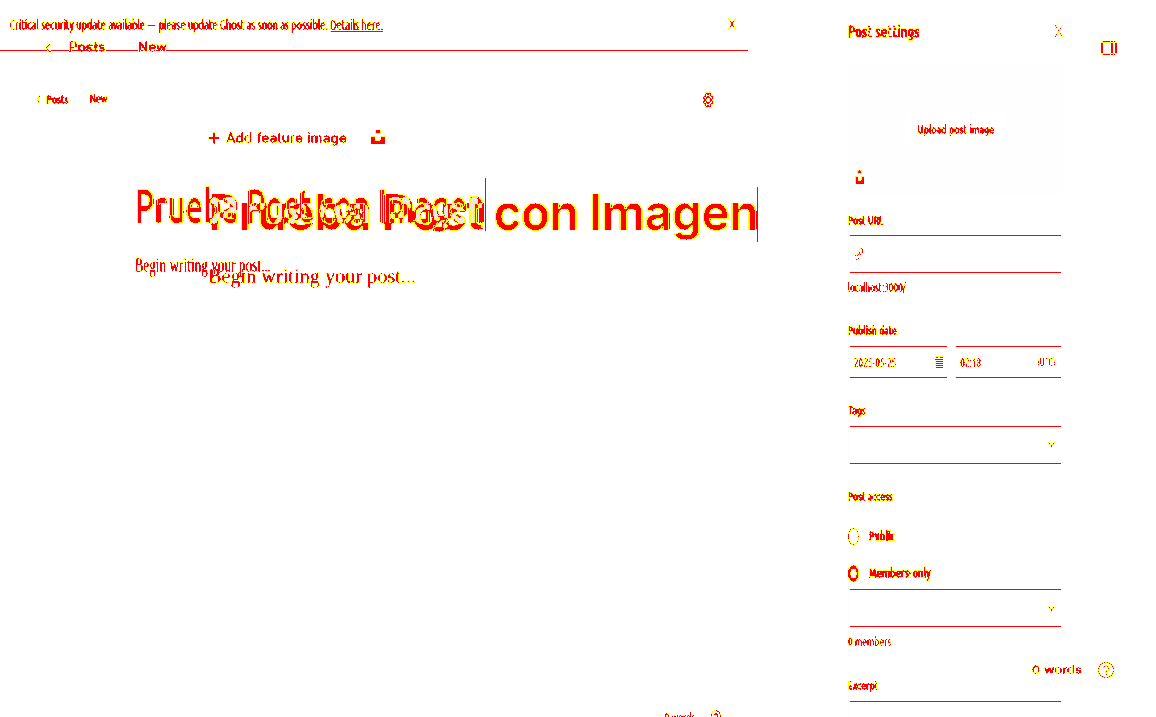 Critical security update available — please update Ghost as soon as possible. Details here. X
< Posts New
< Posts New
+ Add feature image
Prueba Post con Imagen
Prueba Post con Imagen
Begin writing your post...
Begin writing your post...
0 words ?
Post settings X
Upload post image
Post URL
localhost:3000/
Publish date
02:18 (UTC)
Tags
Post access
Public
Members-only
0 members
0 words ?
Excerpt